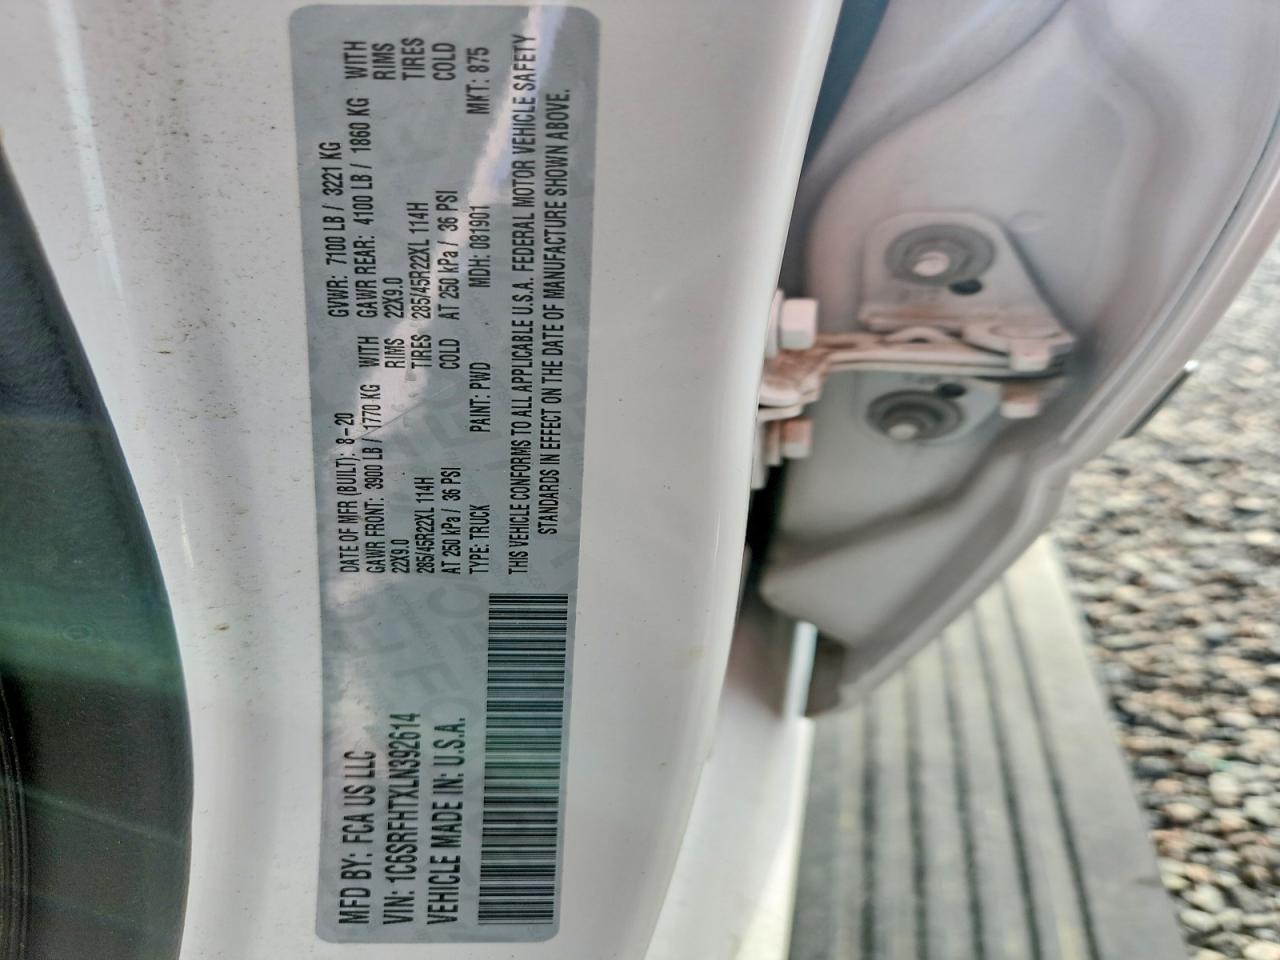 MFD BY: FCA US LLC
VIN: 1C6SRFHTXLN392614
VEHICLE MADE IN: U.S.A.
DATE OF MFR (BUILT): 8-20 GVWR: 7100 LB / 3221 KG
GAWR FRONT: 3900 LB / 1770 KG WITH GAWR REAR: 4100 LB / 1860 KG WITH
22X9.0 RIMS 22X9.0 RIMS
285/45R22XL 114H TIRES 285/45R22XL 114H TIRES
AT 250 kPa / 36 PSI COLD AT 250 kPa / 36 PSI COLD
TYPE: TRUCK PAINT: PWD MDH: 081901 MKT: 875
THIS VEHICLE CONFORMS TO ALL APPLICABLE U.S.A. FEDERAL MOTOR VEHICLE SAFETY
STANDARDS IN EFFECT ON THE DATE OF MANUFACTURE SHOWN ABOVE.